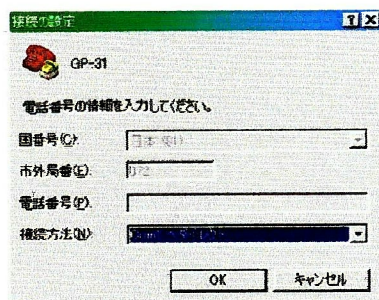 接続の設定
GP-31
電話番号の情報を入力してください。
国番号(C):
市外局番(E):
072
電話番号(P):
接続方法(N):
OK
キャンセル